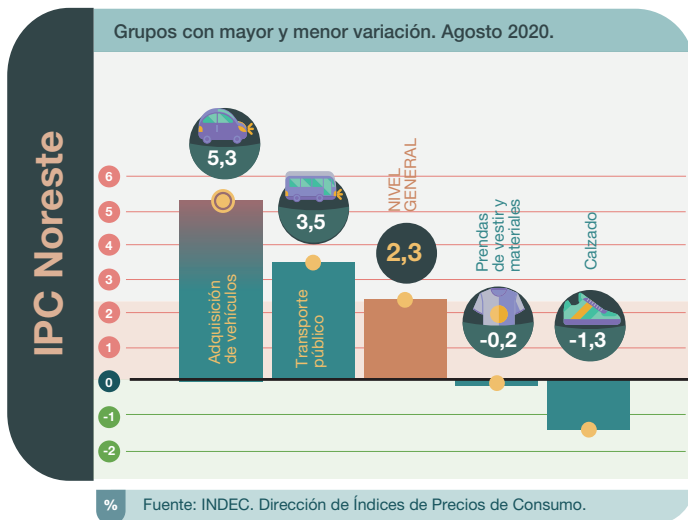 Grupos con mayor y menor variación. Agosto 2020.
IPC Noreste
6
5
4
3
2
1
0
-1
-2
5,3
Adquisición
de vehículos
3,5
Transporte
público
NIVEL
GENERAL
2,3
Prendas
de vestir y
materiales
-0,2
Calzado
-1,3
%
Fuente: INDEC. Dirección de Índices de Precios de Consumo.